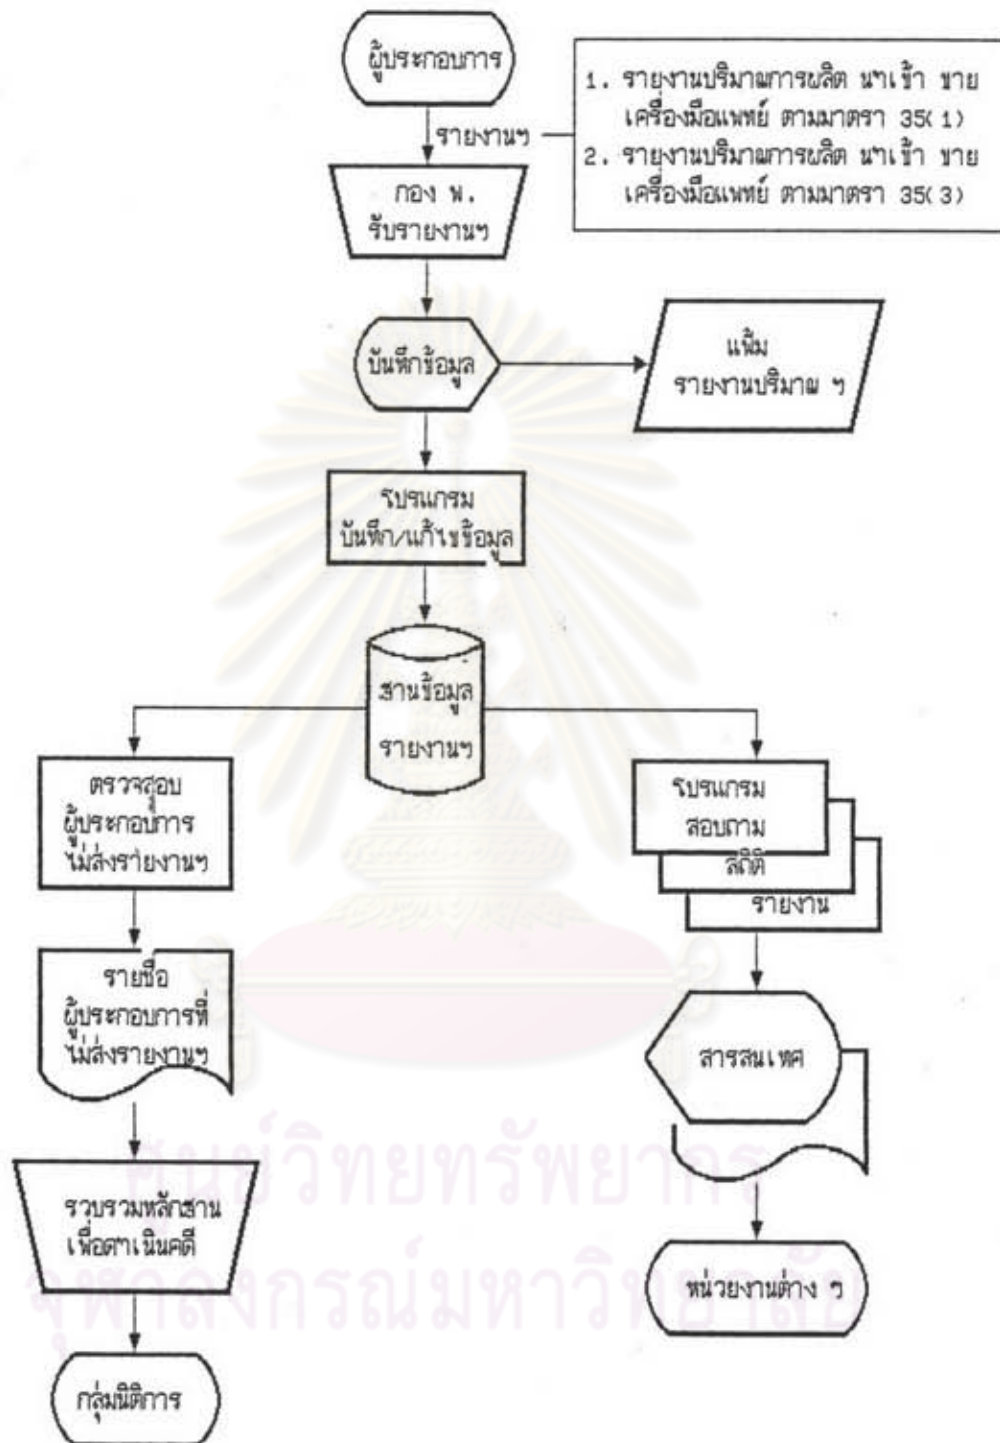 ผู้ประกอบการ
รายงานฯ
1. รายงานปริมาณการผลิต นำเข้า ขาย
เครื่องมือแพทย์ ตามมาตรา 35(1)
2. รายงานปริมาณการผลิต นำเข้า ขาย
เครื่องมือแพทย์ ตามมาตรา 35(3)
กอง พ.
รับรายงานฯ
บันทึกข้อมูล
แฟ้ม
รายงานปริมาณ ฯ
โปรแกรม
บันทึก/แก้ไขข้อมูล
ฐานข้อมูล
รายงานฯ
ตรวจสอบ
ผู้ประกอบการ
ไม่ส่งรายงานฯ
โปรแกรม
สอบถาม
สถิติ
รายงาน
รายชื่อ
ผู้ประกอบการที่
ไม่ส่งรายงานฯ
สารสนเทศ
รวบรวมหลักฐาน
เพื่อดำเนินคดี
หน่วยงานต่าง ๆ
กลุ่มนิติการ
ศูนย์วิทยทรัพยากร
จุฬาลงกรณ์มหาวิทยาลัย